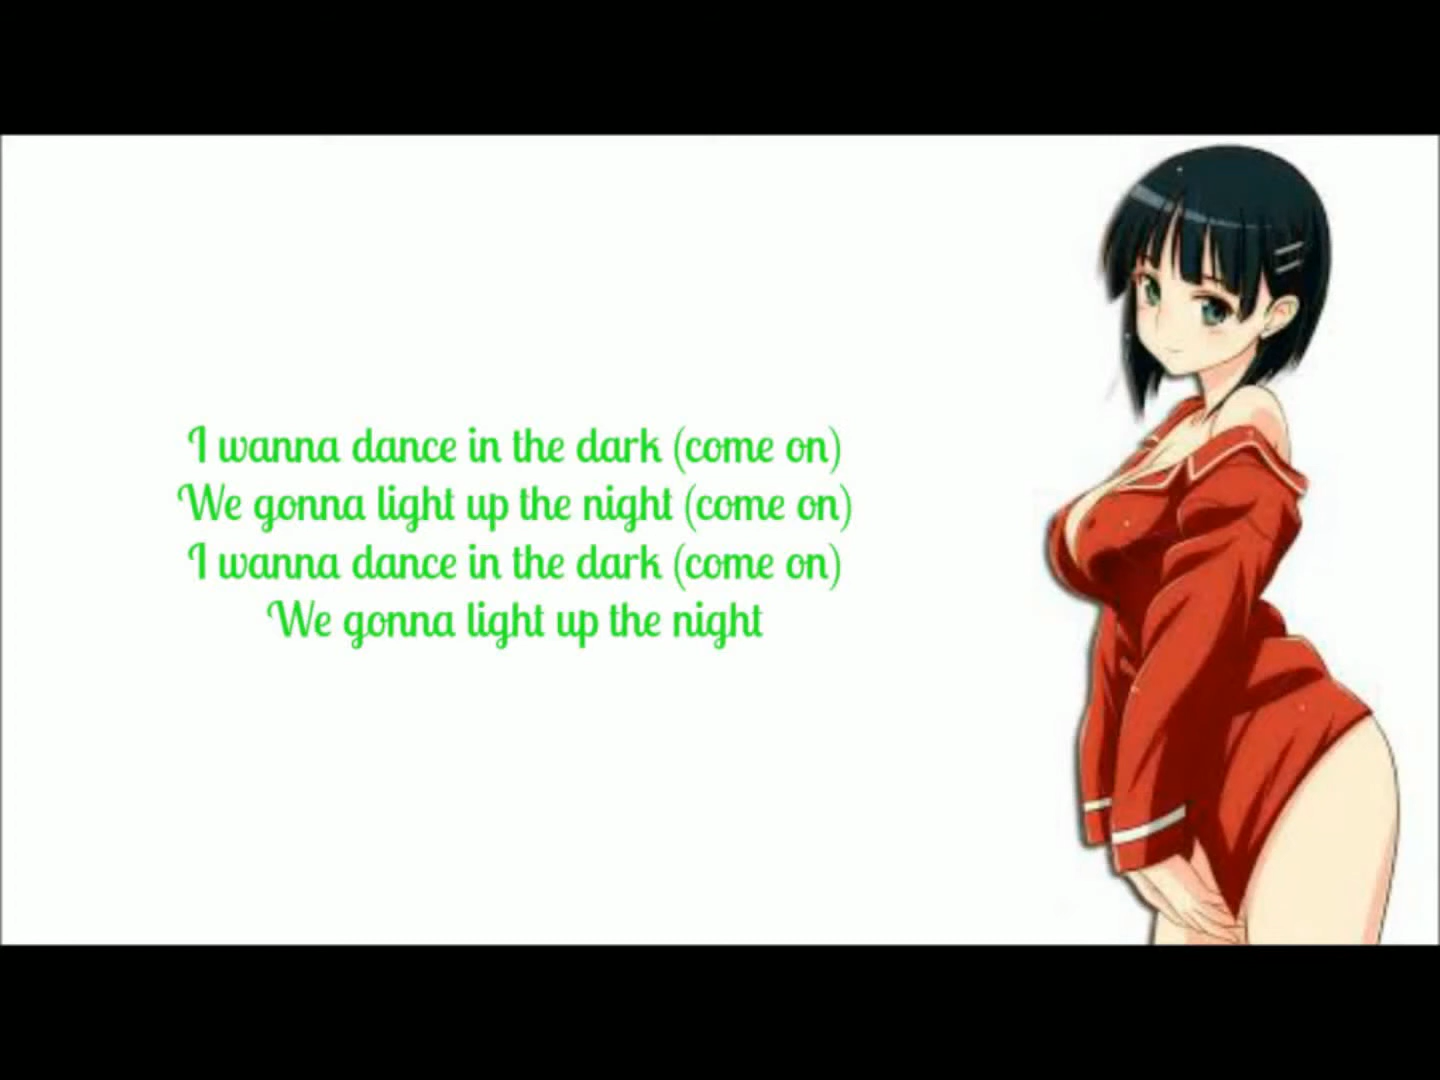 I wanna dance in the dark (come on)
We gonna light up the night (come on)
I wanna dance in the dark (come on)
We gonna light up the night